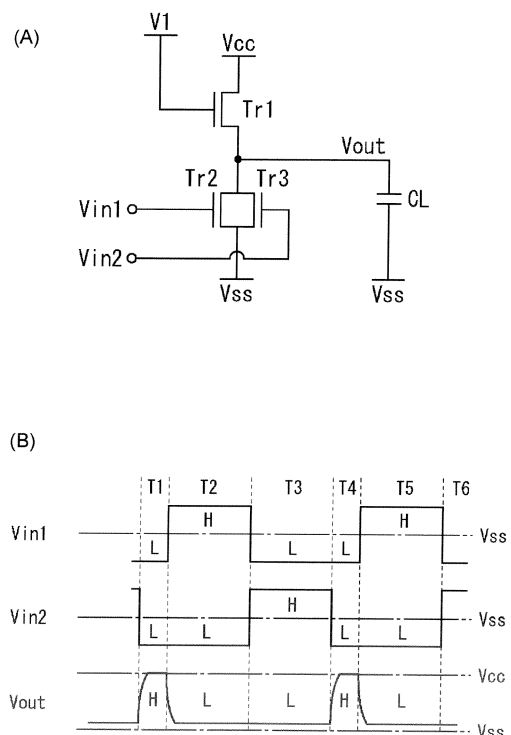 (A)
V1
Vcc
Tr1
Vout
Tr2 Tr3
Vin1
CL
Vin2
Vss
Vss
(B)
T1 T2 T3 T4 T5 T6
Vin1 H H Vss
L L L
Vin2 H Vss
L L L L
Vcc
Vout H L L H L
Vss